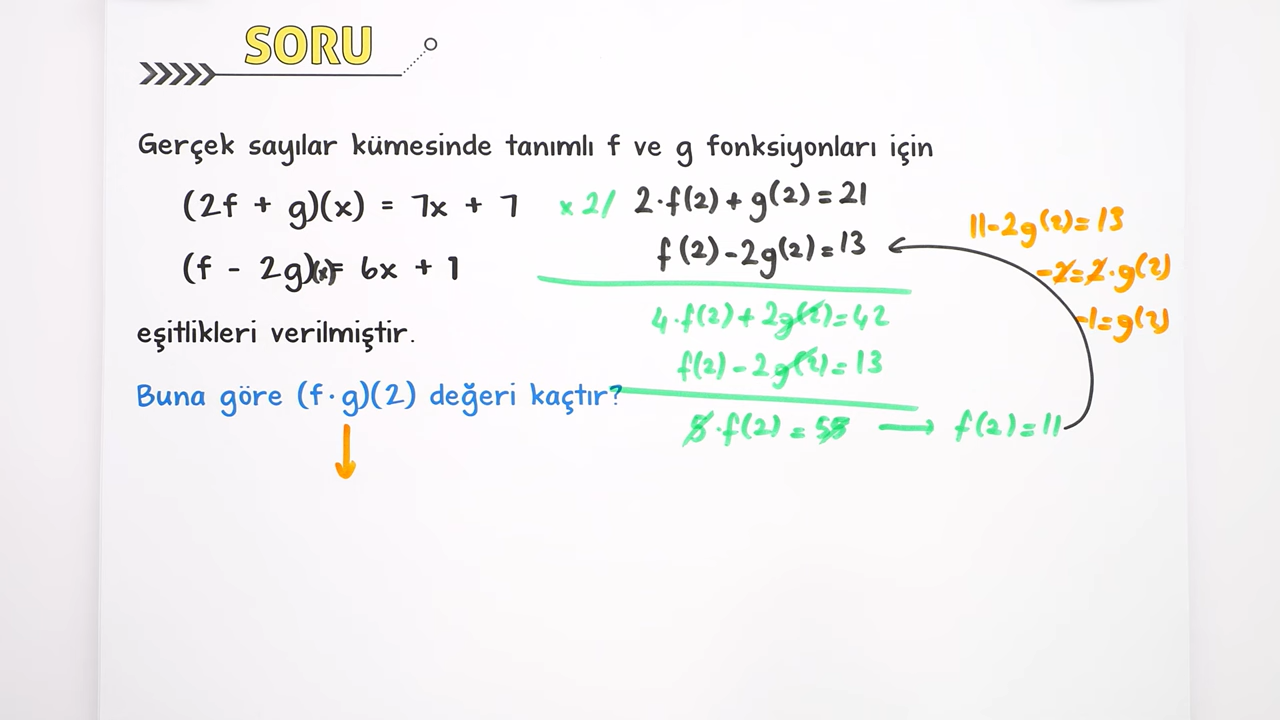 SORU
Gerçek sayılar kümesinde tanımlı f ve g fonksiyonları için
(2f + g)(x) = 7x + 7
x 2/ 2·f(2) + g(2) = 21
(f - 2g)(x) = 6x + 1
f(2) - 2g(2) = 13
11 - 2g(2) = 13
-2 = 2·g(2)
-1 = g(2)
4·f(2) + 2g(2) = 42
f(2) - 2g(2) = 13
5·f(2) = 55 → f(2) = 11
eşitlikleri verilmiştir.
Buna göre (f·g)(2) değeri kaçtır?